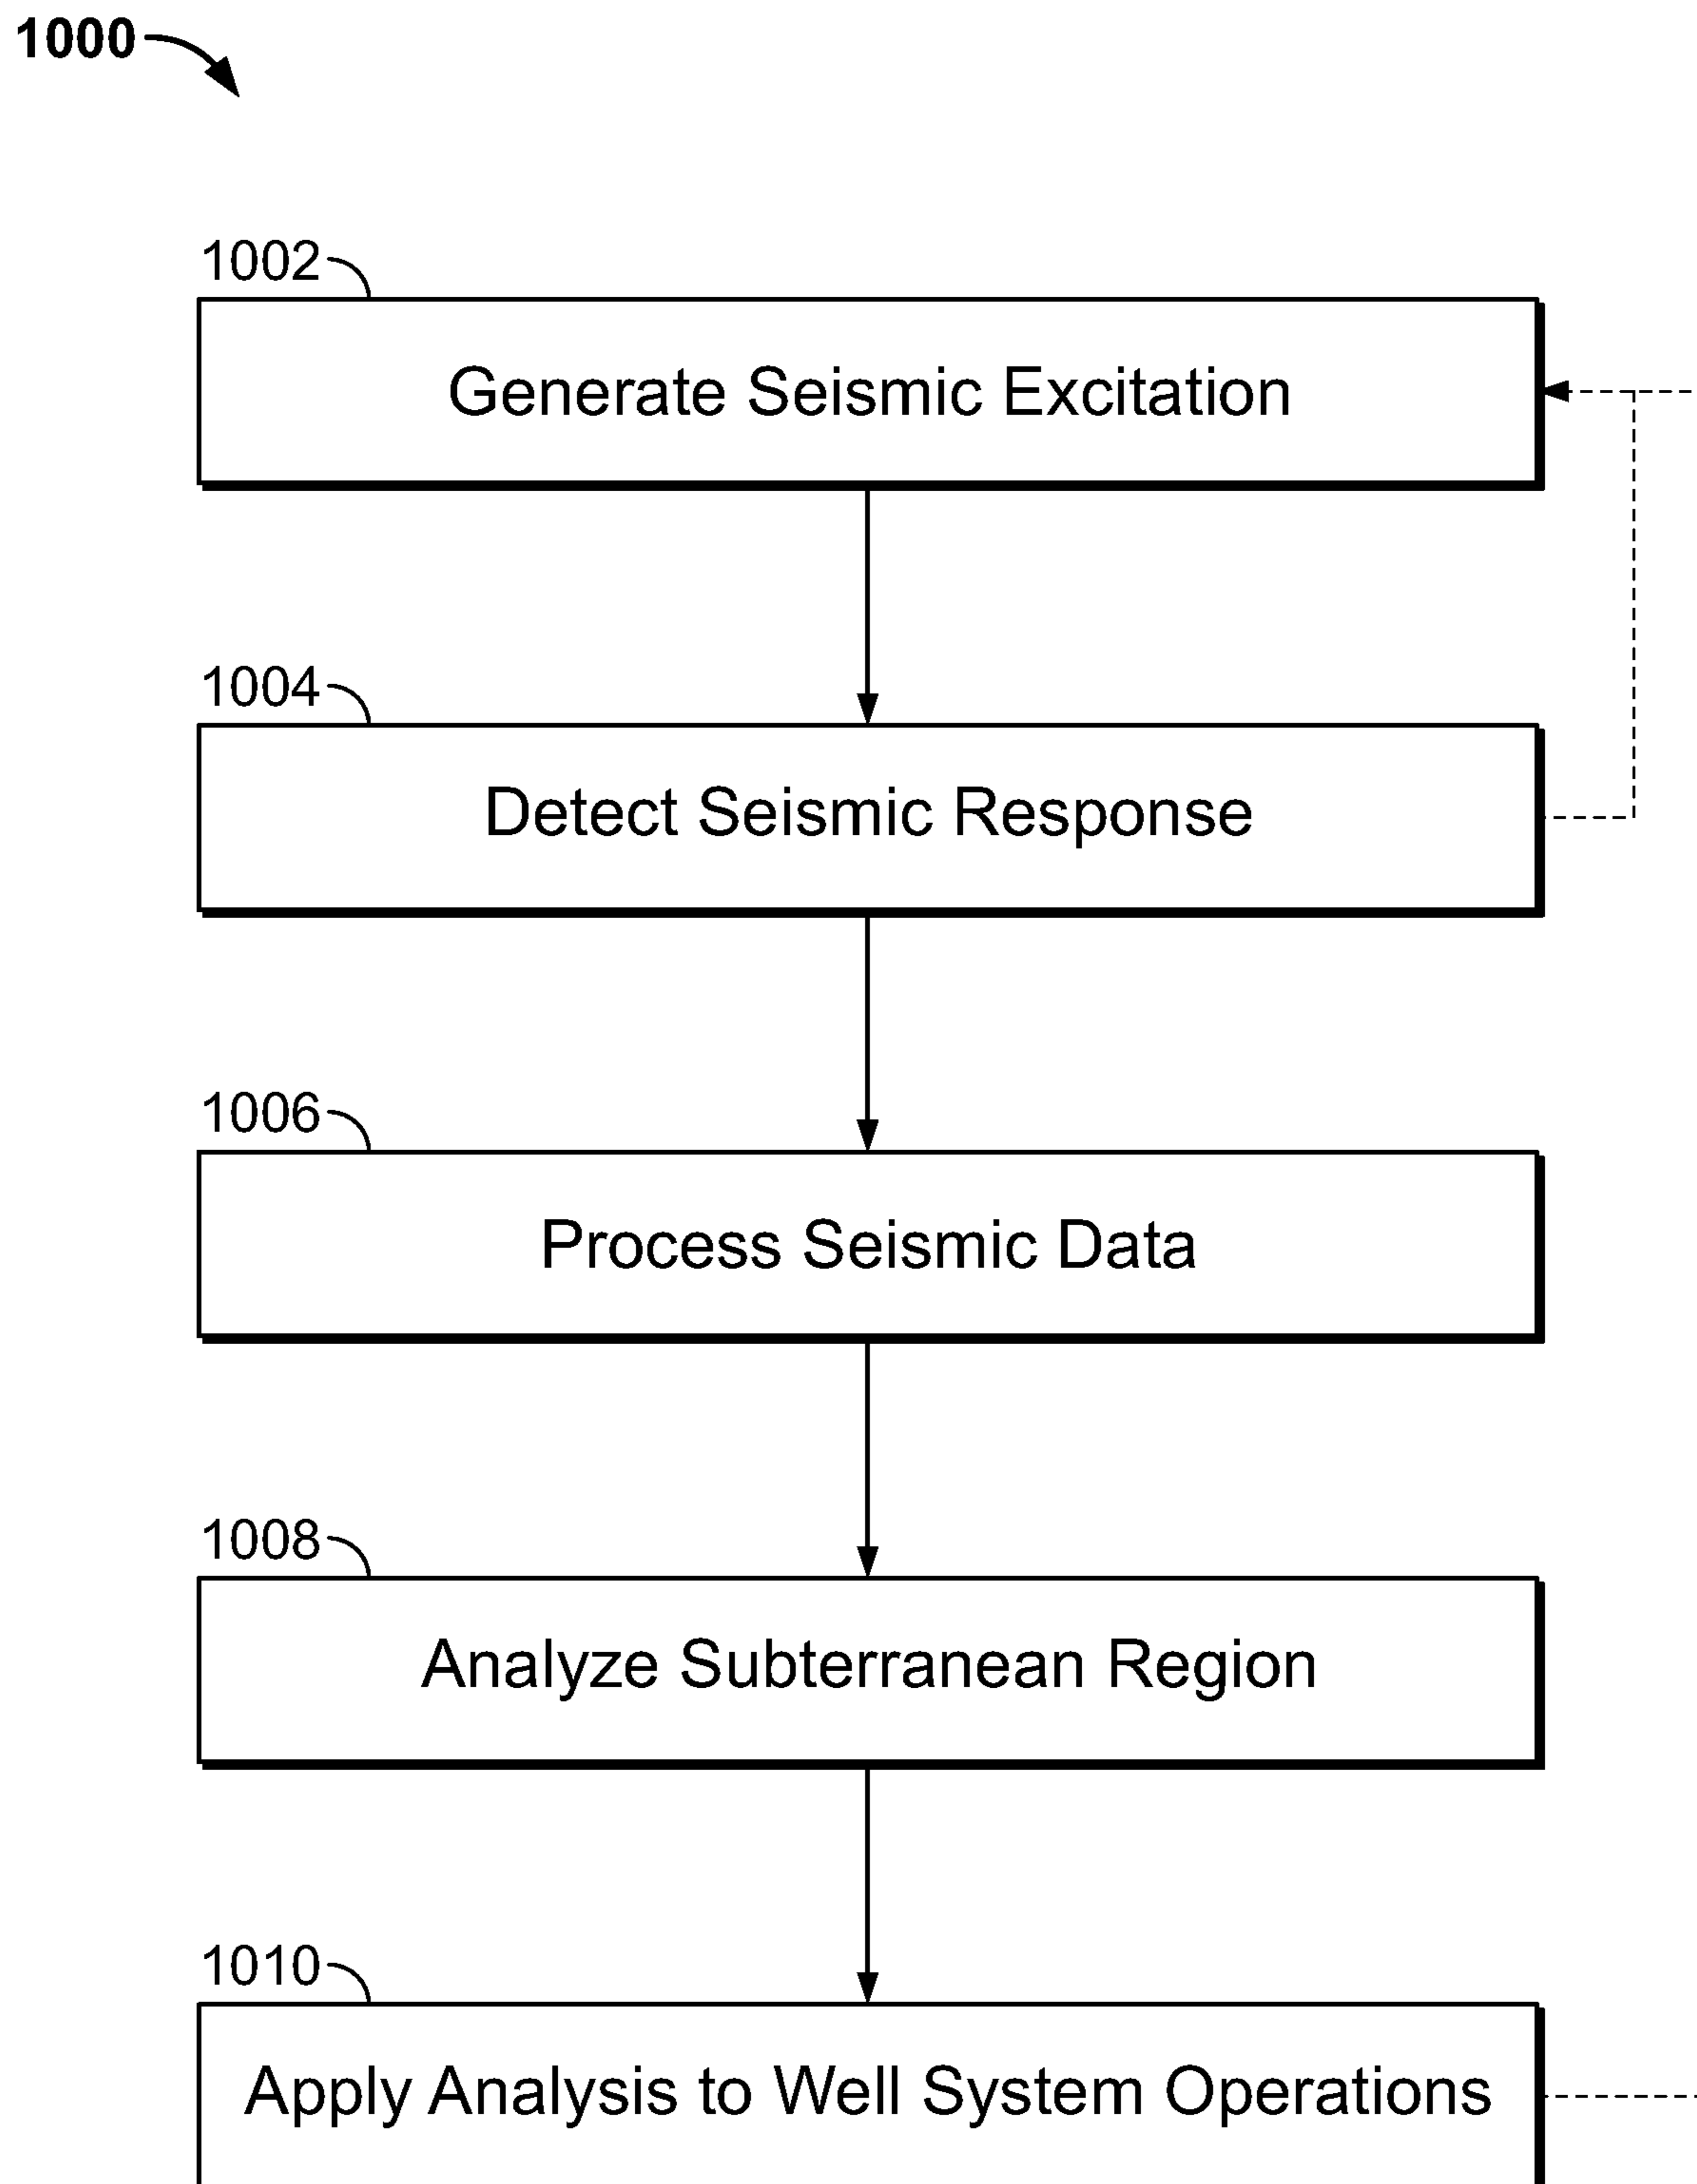 1000
1002
Generate Seismic Excitation
1004
Detect Seismic Response
1006
Process Seismic Data
1008
Analyze Subterranean Region
1010
Apply Analysis to Well System Operations